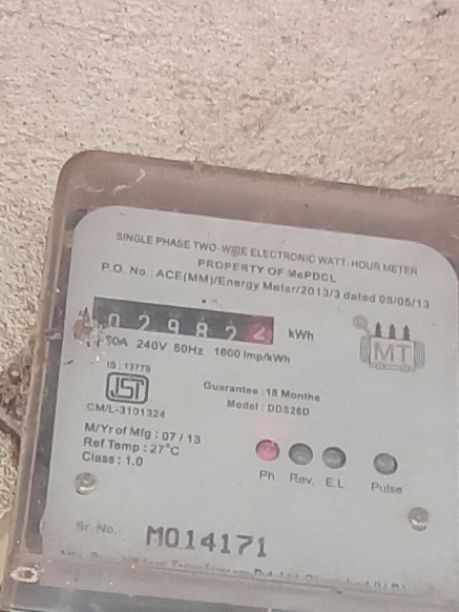 SINGLE PHASE TWO-WIRE ELECTRONIC WATT-HOUR METER
PROPERTY OF MePDCL
P.O. No.: ACE(MM)/Energy Meter/2013/3 dated 08/05/13
029822 kWh
240V 50Hz 1600 Imp/kWh
MT
IS : 13779
ISI
CM/L-3101324
Guarantee : 18 Months
Model : DDS26D
M/Yr of Mfg : 07 / 13
Ref Temp : 27°C
Class : 1.0
Ph. Rev. E.L. Pulse
Sr. No.- M014171